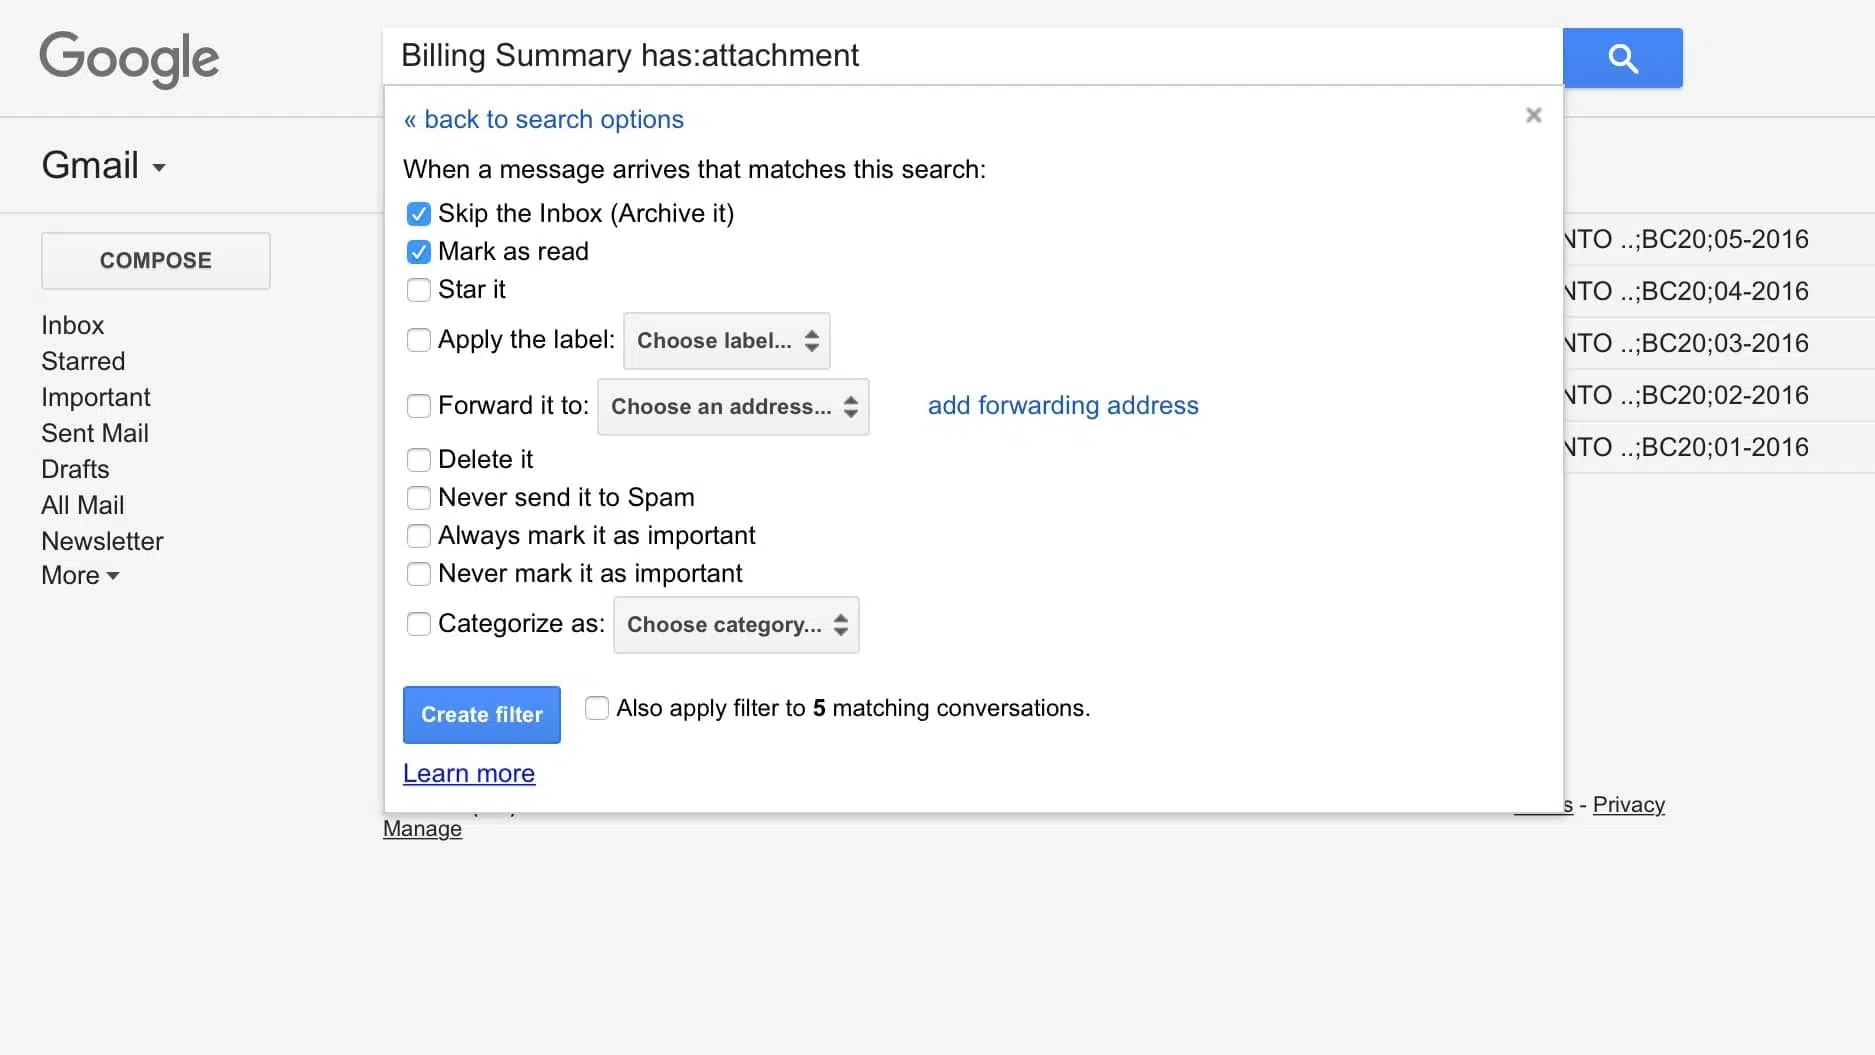 Google
Billing Summary has:attachment
« back to search options
Gmail
When a message arrives that matches this search:
Skip the Inbox (Archive it)
Mark as read
Star it
Apply the label: Choose label...
Forward it to: Choose an address... add forwarding address
Delete it
Never send it to Spam
Always mark it as important
Never mark it as important
Categorize as: Choose category...
Create filter Also apply filter to 5 matching conversations.
Learn more
COMPOSE
Inbox
Starred
Important
Sent Mail
Drafts
All Mail
Newsletter
More
NTO ..;BC20;05-2016
NTO ..;BC20;04-2016
NTO ..;BC20;03-2016
NTO ..;BC20;02-2016
NTO ..;BC20;01-2016
Manage
s - Privacy